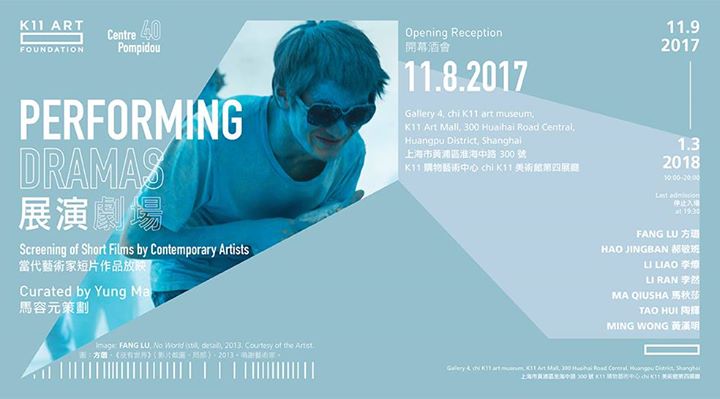 K11 ART
FOUNDATION
Centre 40
Pompidou
PERFORMING
DRAMAS
展演劇場
Screening of Short Films by Contemporary Artists
當代藝術家短片作品放映
Curated by Yung Ma
馬容元策劃
Image: FANG LU, No World (still, detail), 2013. Courtesy of the Artist.
圖：方璐，《沒有世界》（影片截圖，局部），2013。鳴謝藝術家。
Opening Reception
開幕酒會
11.8.2017
Gallery 4, chi K11 art museum,
K11 Art Mall, 300 Huaihai Road Central,
Huangpu District, Shanghai
上海市黃浦區淮海中路 300 號
K11 購物藝術中心 chi K11 美術館第四展廳
11.9
2017
1.3
2018
10:00-20:00
Last admission
停止入場
at 19:30
FANG LU 方璐
HAO JINGBAN 郝敬班
LI LIAO 李燎
LI RAN 李然
MA QIUSHA 馬秋莎
TAO HUI 陶輝
MING WONG 黃漢明
Gallery 4, chi K11 art museum, K11 Art Mall, 300 Huaihai Road Central, Huangpu District, Shanghai
上海市黃浦區淮海中路 300 號 K11 購物藝術中心 chi K11 美術館第四展廳